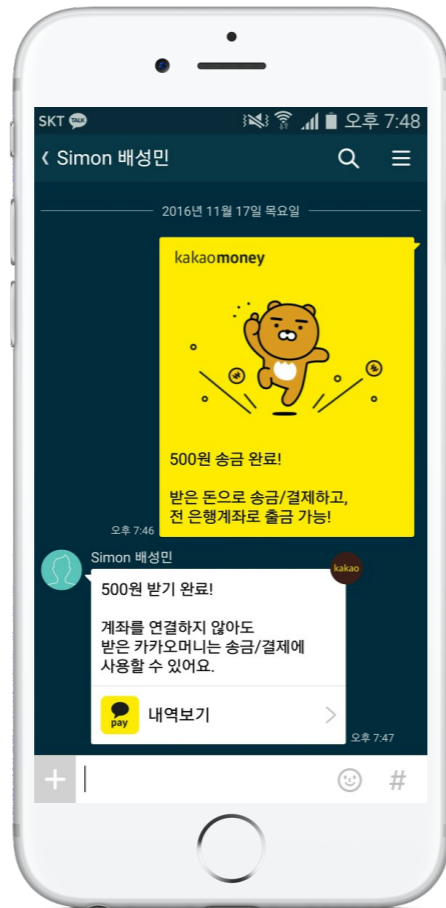 SKT TALK 오후 7:48
Simon 배성민
2016년 11월 17일 목요일
kakaomoney
500원 송금 완료!
받은 돈으로 송금/결제하고,
전 은행계좌로 출금 가능!
오후 7:46
Simon 배성민
kakao
500원 받기 완료!
계좌를 연결하지 않아도
받은 카카오머니는 송금/결제에
사용할 수 있어요.
pay 내역보기
오후 7:47
#